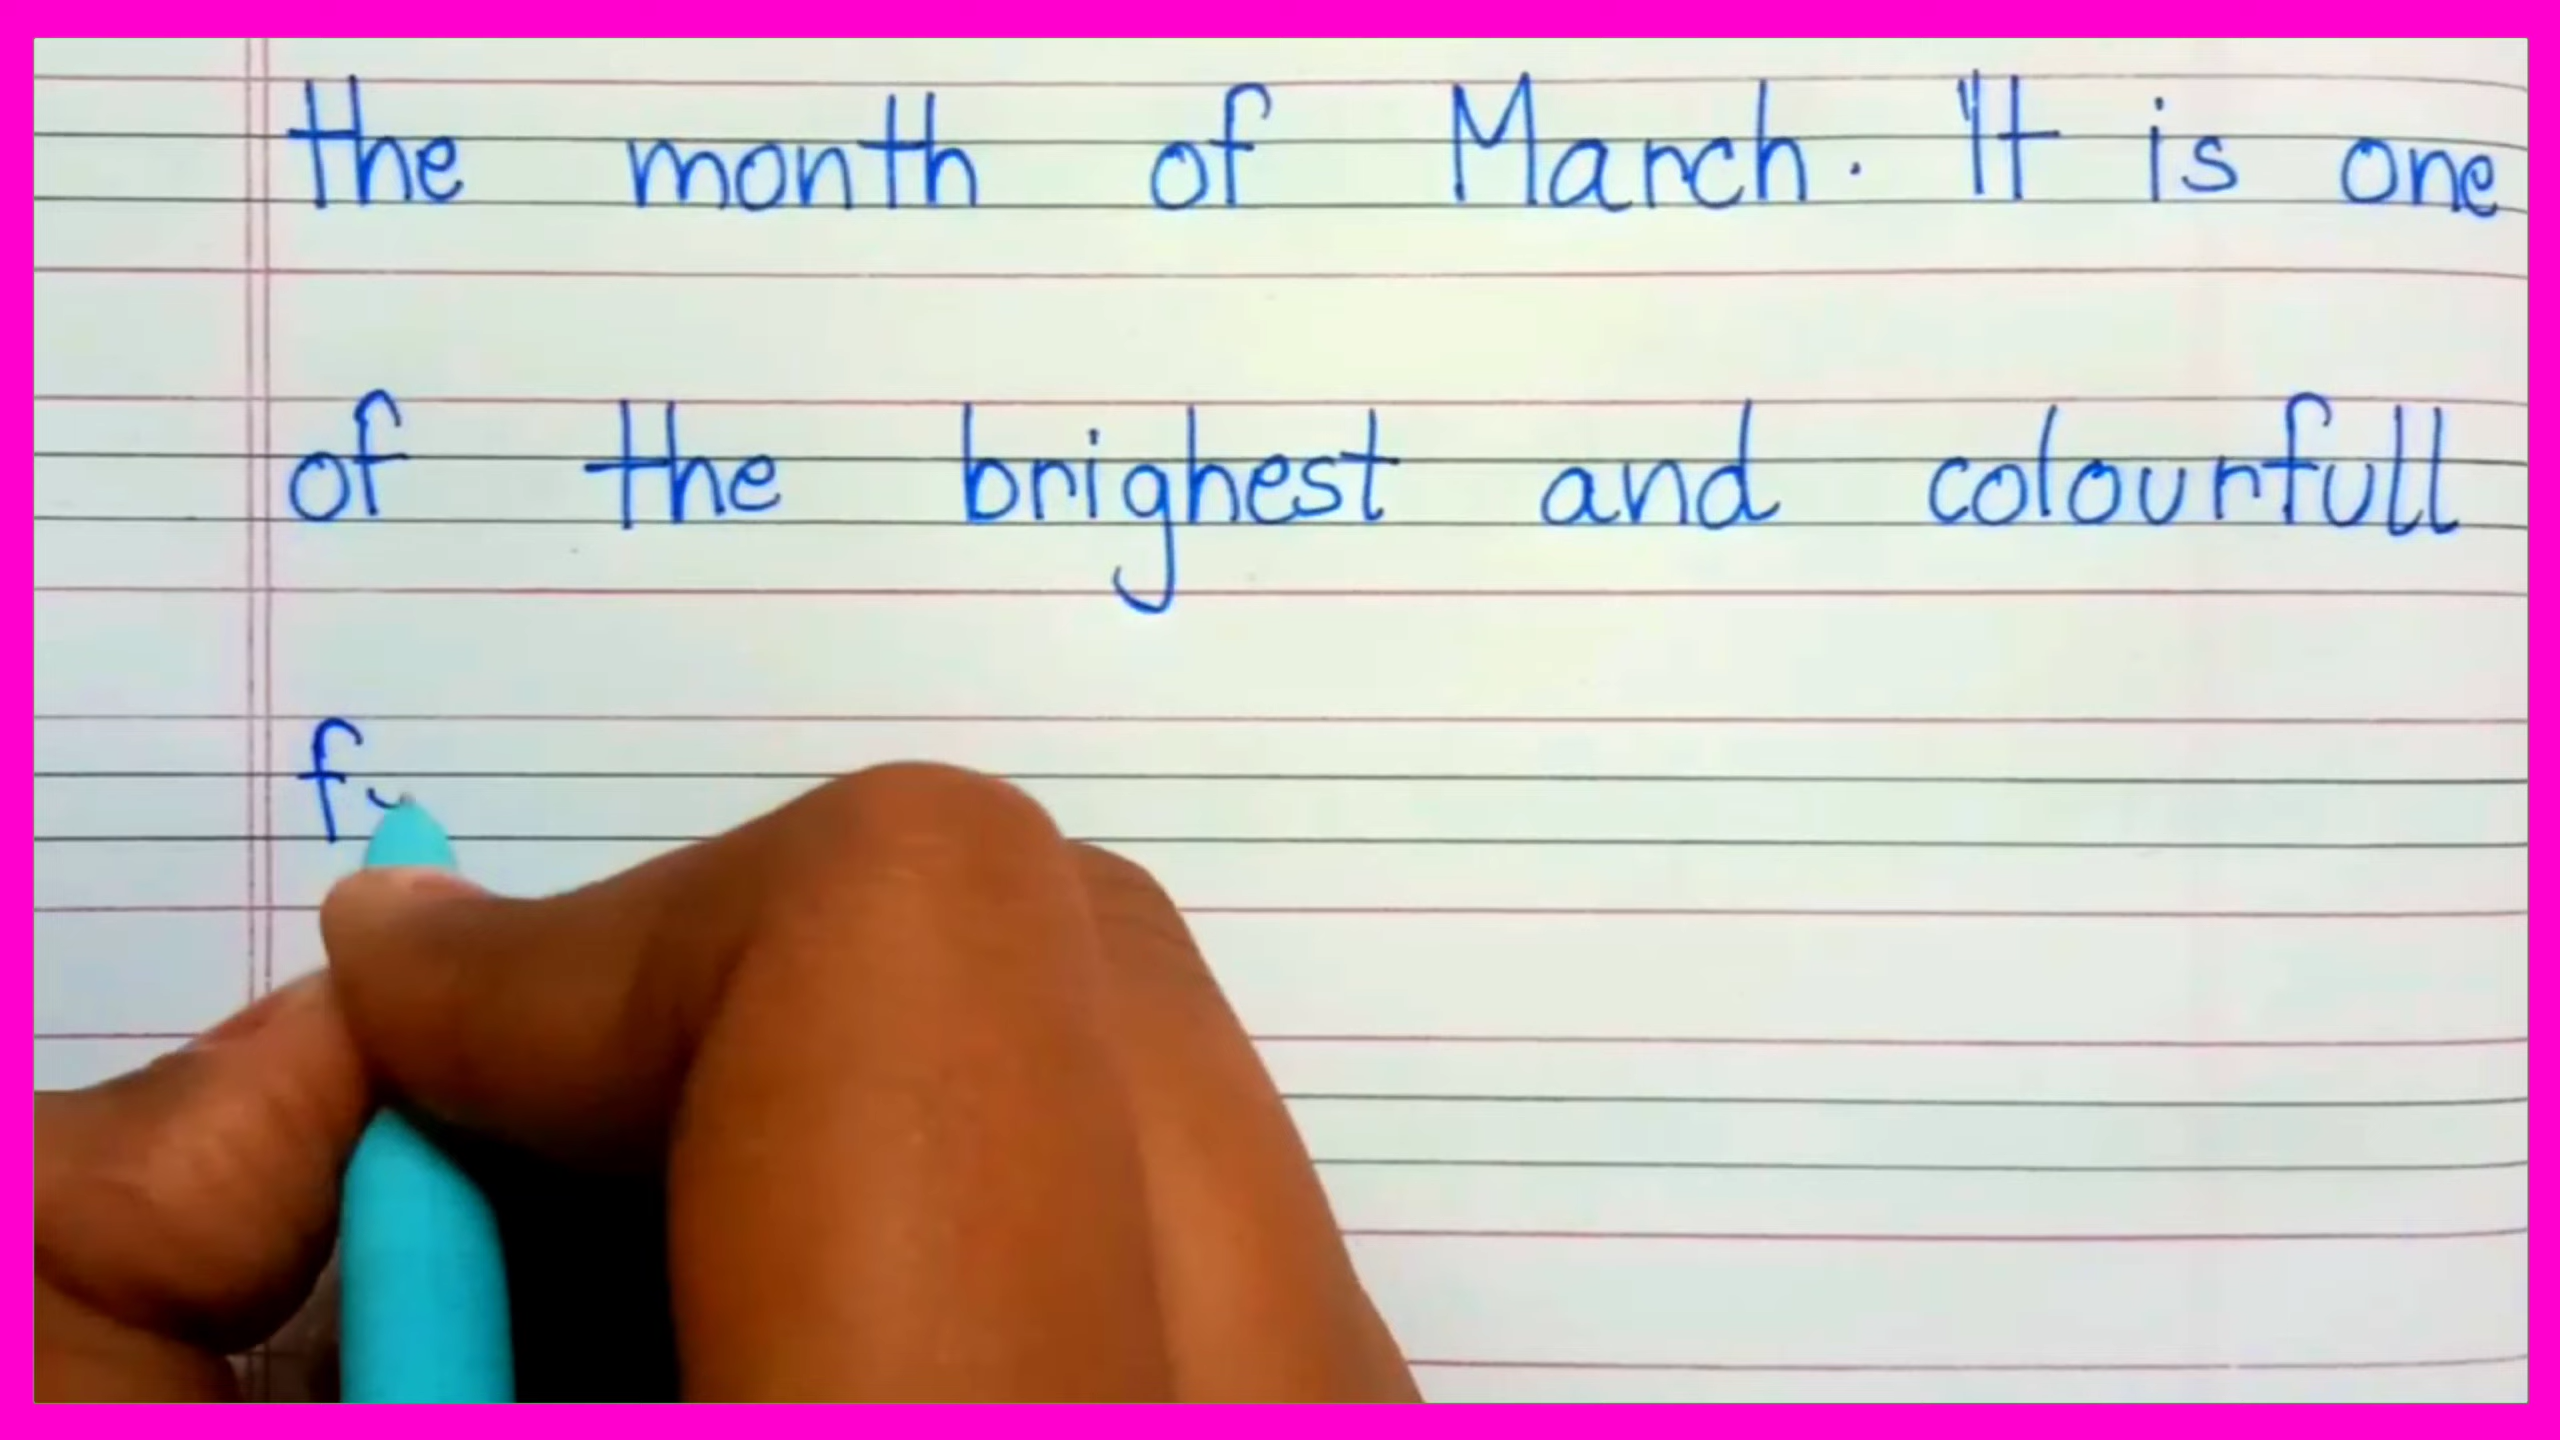 the month of March. It is one
of the brighest and colourfull
f